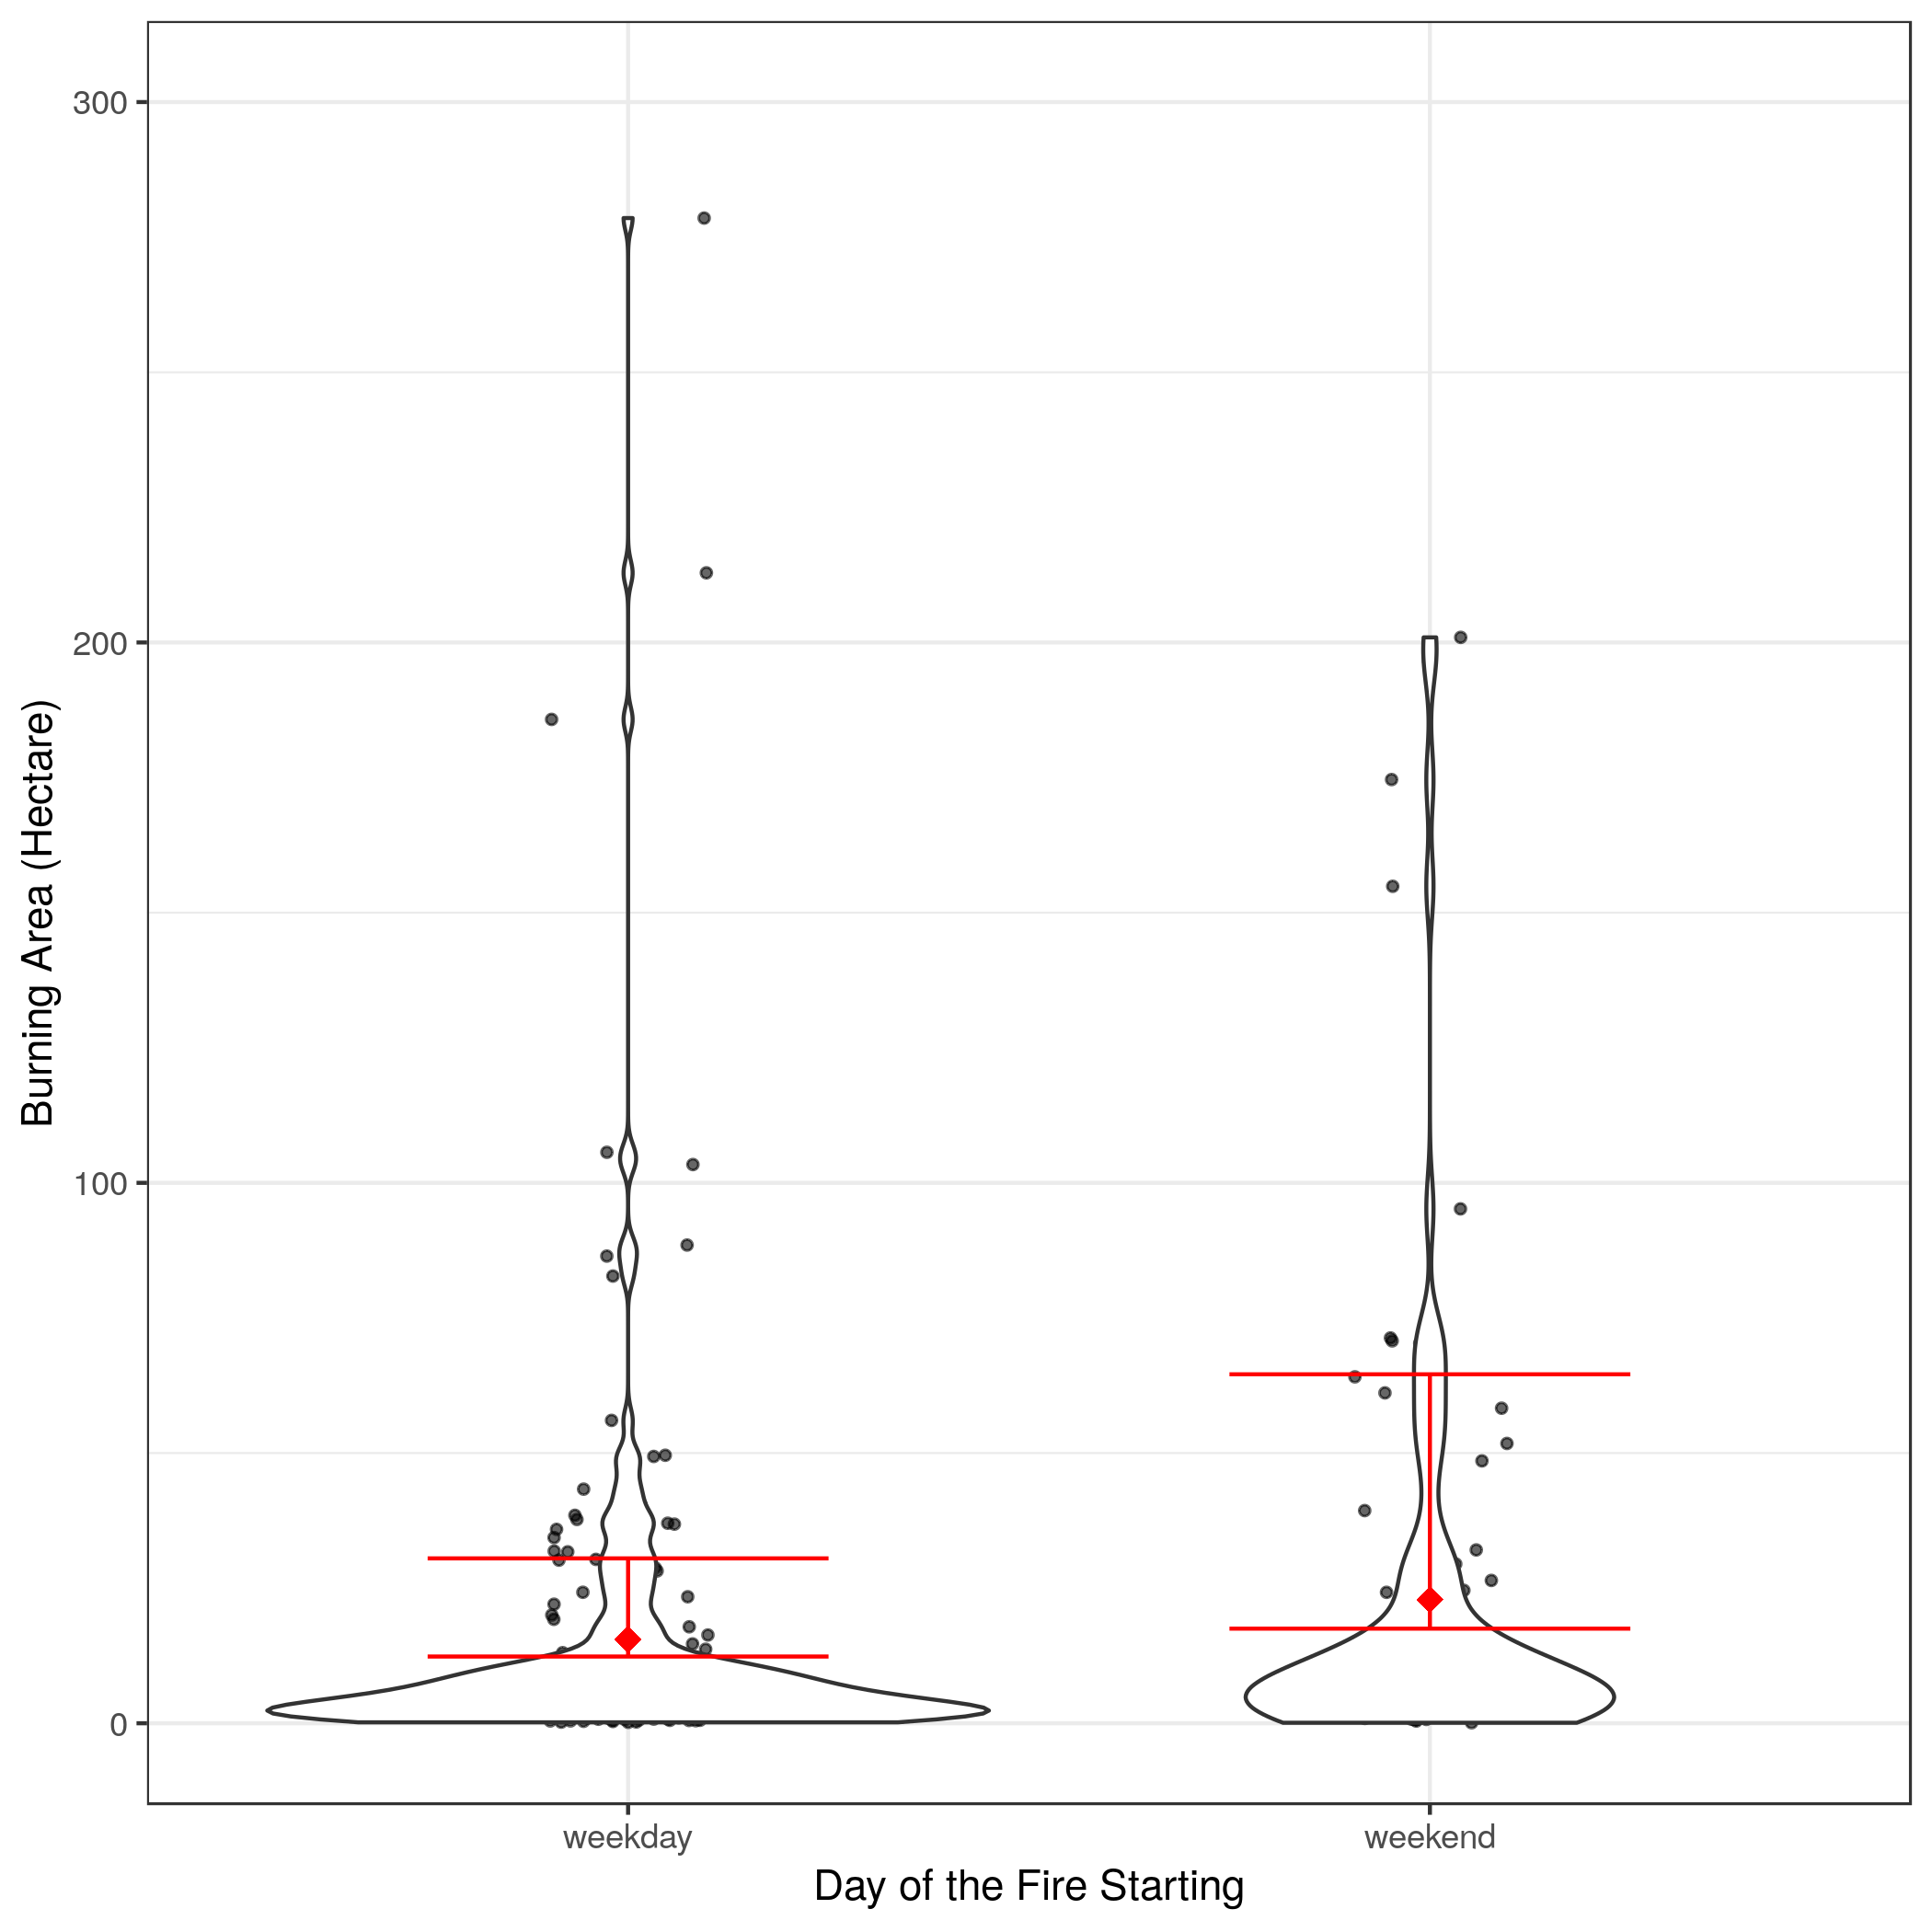 300
200
100
0
Burning Area (Hectare)
weekday weekend
Day of the Fire Starting